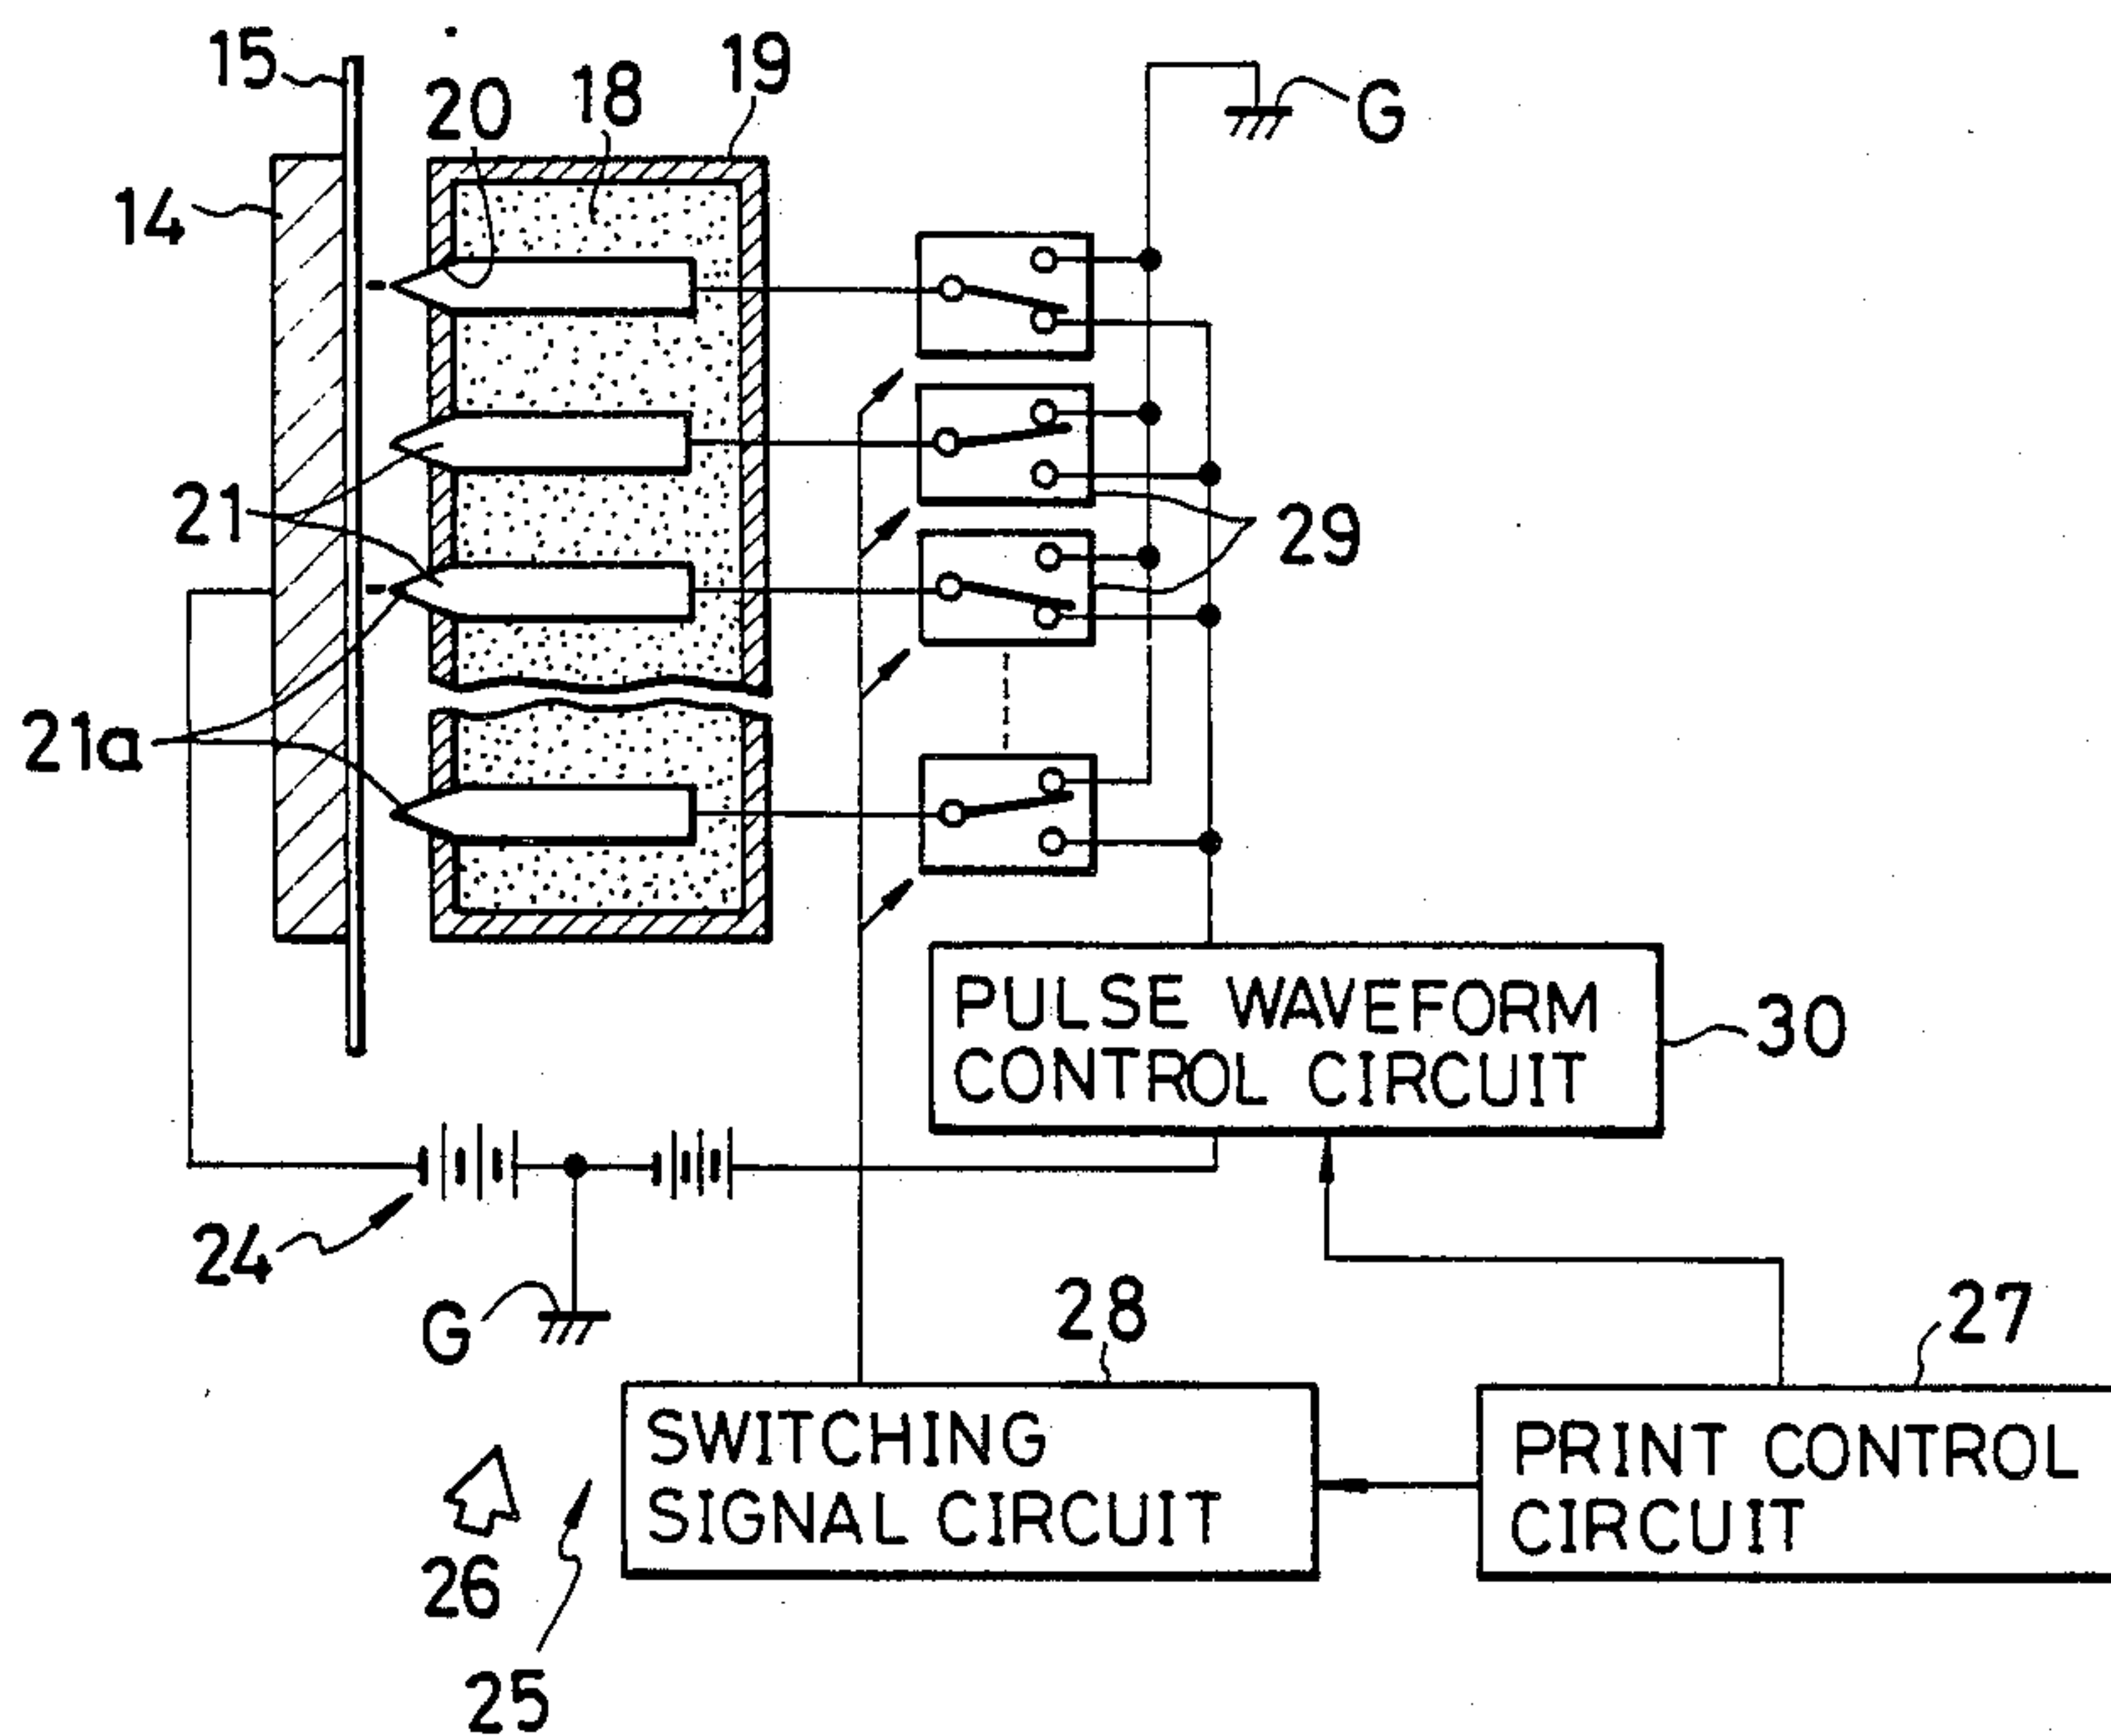 15
20
18
19
G
14
21
29
21a
PULSE WAVEFORM
CONTROL CIRCUIT
30
24
G
28
27
SWITCHING
SIGNAL CIRCUIT
PRINT CONTROL
CIRCUIT
26
25